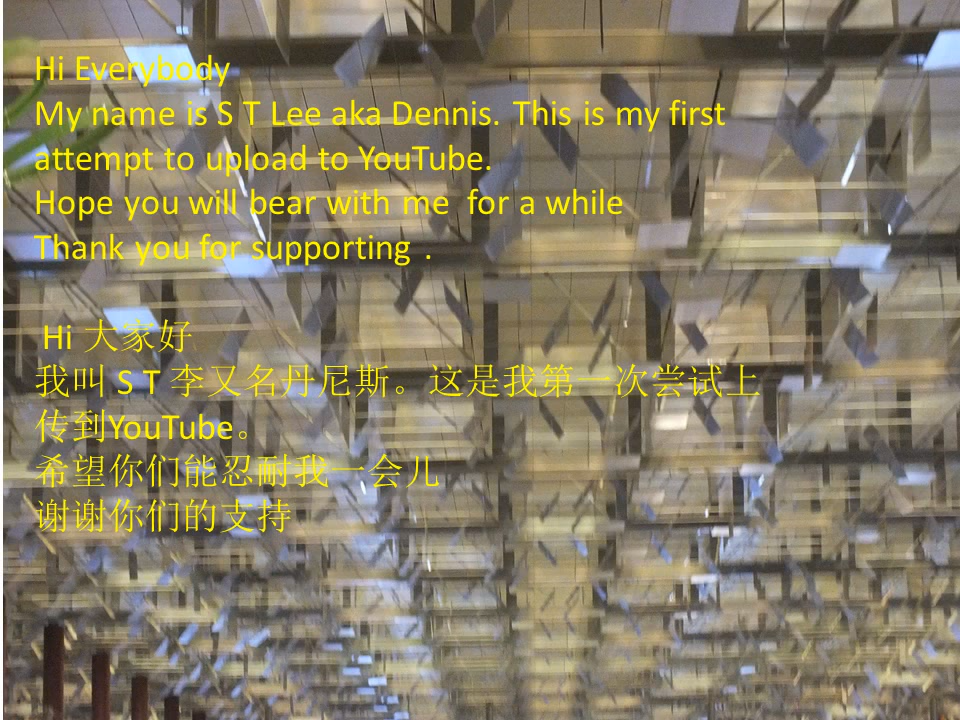 Hi Everybody
My name is S T Lee aka Dennis. This is my first
attempt to upload to YouTube.
Hope you will bear with me for a while
Thank you for supporting .
Hi 大家好
我叫 S T 李又名丹尼斯。这是我第一次尝试上
传到YouTube。
希望你们能忍耐我一会儿
谢谢你们的支持